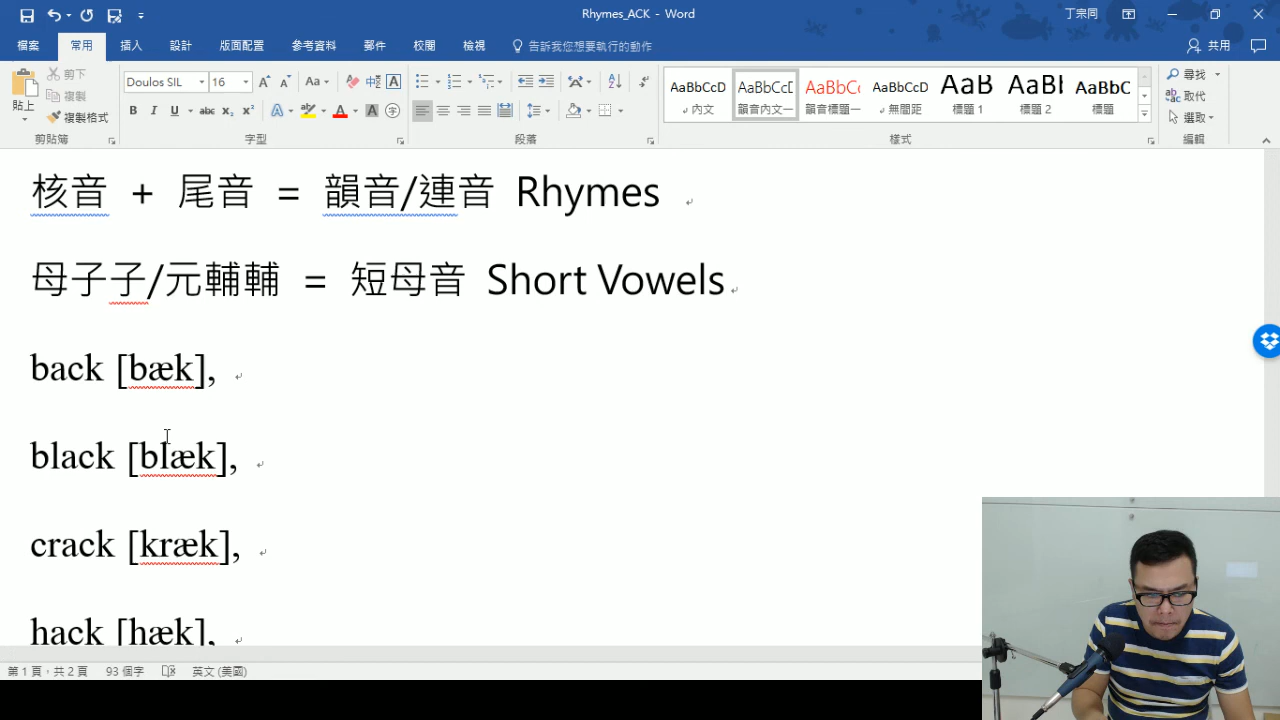 Rhymes_ACK - Word
丁宗同
檔案 常用 插入 設計 版面配置 參考資料 郵件 校閱 檢視 告訴我您想要執行的動作 共用
貼上 剪下 Doulos SIL 16 Aa AaBbCcD AaBbCcD AaBbCc AaBbCcD AaB AaBl AaBbC 尋找
複製 B I U abc x₂ x² A A A 字 內文 韻音內文一 韻音標題一 無間距 標題 1 標題 2 標題 取代
複製格式 選取
剪貼簿 字型 段落 樣式 編輯
核音 + 尾音 = 韻音/連音 Rhymes
母子子/元輔輔 = 短母音 Short Vowels
back [bæk],
black [blæk],
crack [kræk],
hack [hæk],
第 1 頁，共 2 頁 93 個字 英文 (美國)